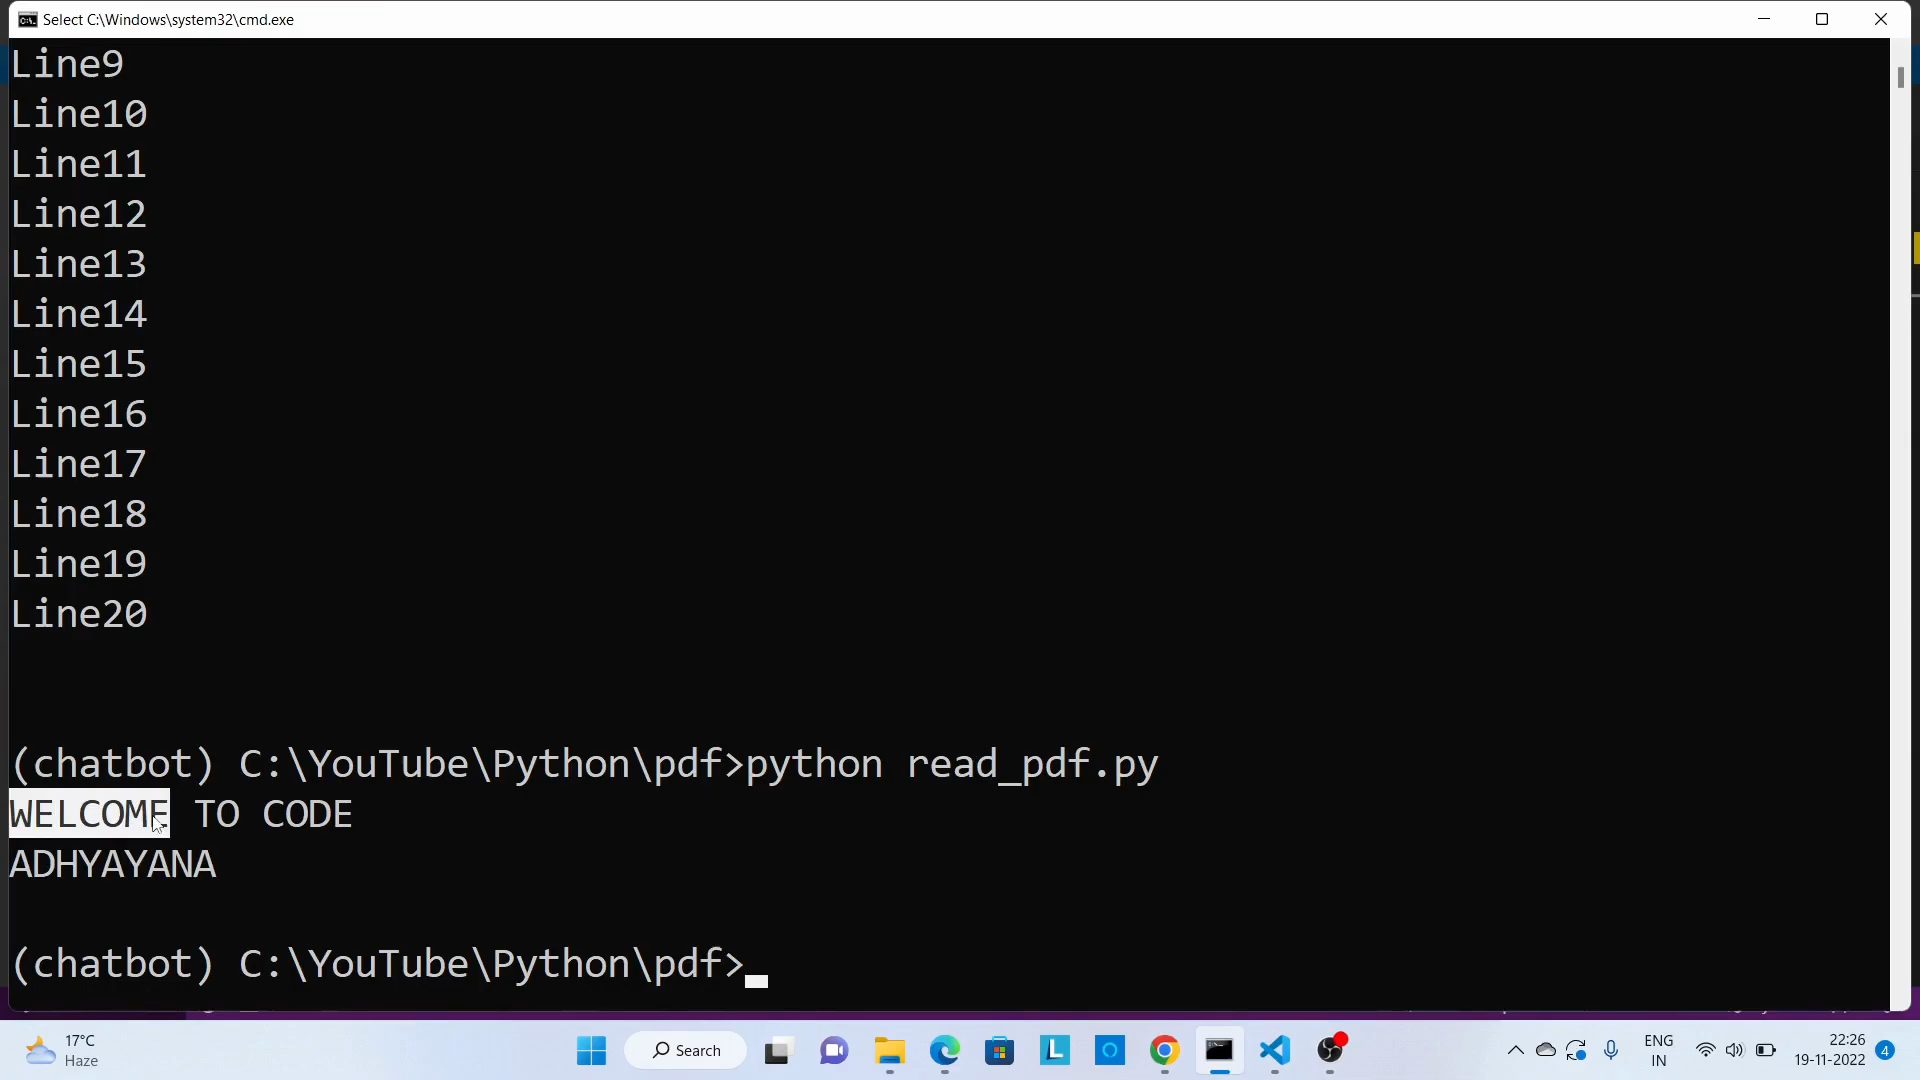 Select C:\Windows\system32\cmd.exe
Line9
Line10
Line11
Line12
Line13
Line14
Line15
Line16
Line17
Line18
Line19
Line20
(chatbot) C:\YouTube\Python\pdf>python read_pdf.py
WELCOME TO CODE
ADHYAYANA
(chatbot) C:\YouTube\Python\pdf>
17°C
Haze
Search
ENG
IN
22:26
19-11-2022
4